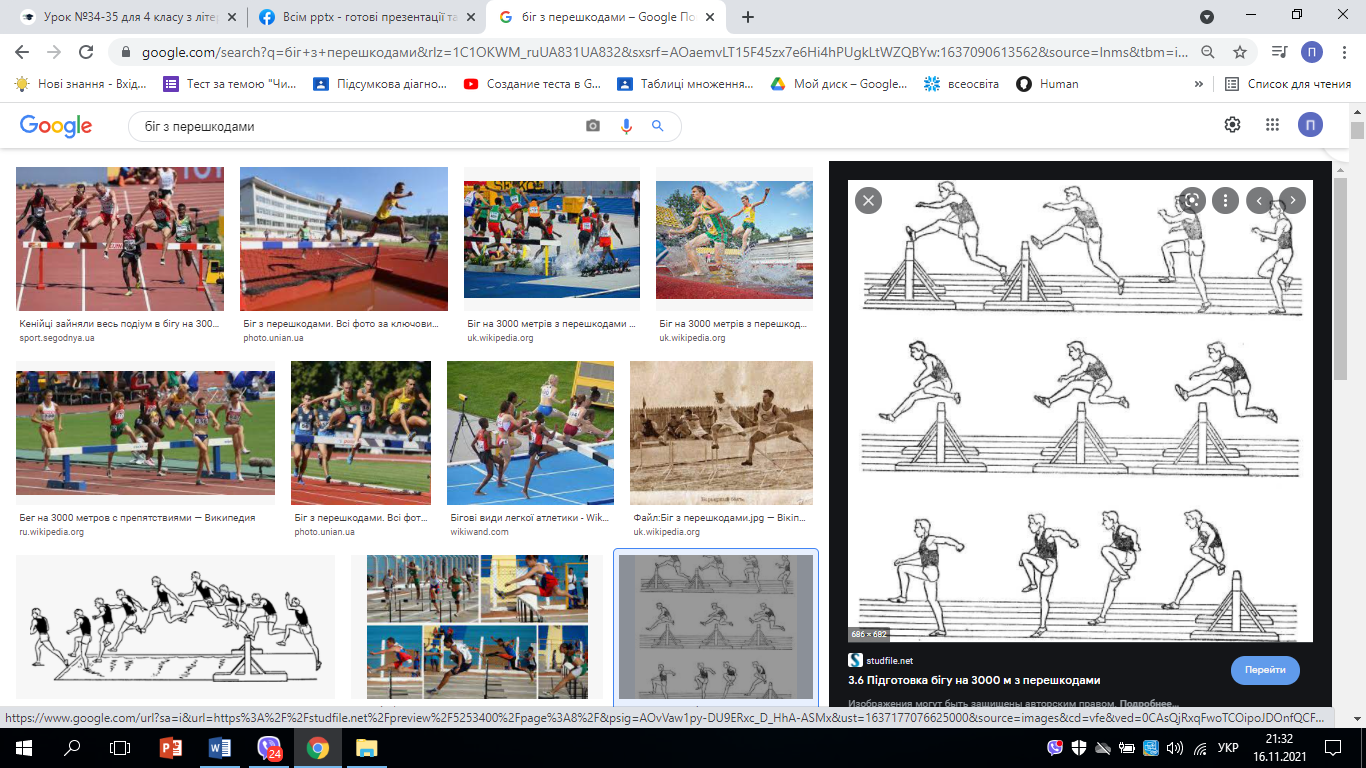 Урок №34-35 для 4 класу з літе
Всім pptx - готові презентації та
біг з перешкодами – Google По
google.com/search?q=біг+з+перешкодами&rlz=1C1OKWM_ruUA831UA832&sxsrf=AOaemvLT15F45zx7e6Hi4hPUgkLtWZQBYw:1637090613562&source=lnms&tbm=i...
П
Нові знання - Вхід...
Тест за темою "Чи...
Підсумкова діагно...
Создание теста в G...
Таблиці множення...
Мой диск – Google...
всеосвіта
Human
»
Список для чтения
Google
біг з перешкодами
П
Кенійці зайняли весь подіум в бігу на 300...
sport.segodnya.ua
Біг з перешкодами. Всі фото за ключови...
photo.unian.ua
Біг на 3000 метрів з перешкодами ...
uk.wikipedia.org
Біг на 3000 метрів з перешкод...
uk.wikipedia.org
Бег на 3000 метров с препятствиями — Википедия
ru.wikipedia.org
Біг з перешкодами. Всі фот...
photo.unian.ua
Бігові види легкої атлетики - Wik...
wikiwand.com
Файл:Біг з перешкодами.jpg — Вікіп...
uk.wikipedia.org
686 × 682
studfile.net
3.6 Підготовка бігу на 3000 м з перешкодами
Перейти
Изображения могут быть защищены авторским правом. Подробнее...
https://www.google.com/url?sa=i&url=https%3A%2F%2Fstudfile.net%2Fpreview%2F5253400%2Fpage%3A8%2F&psig=AOvVaw1py-DU9ERxc_D_HhA-ASMx&ust=1637177076625000&source=images&cd=vfe&ved=0CAsQjRxqFwoTCOipoJDOnfQCF...
24
УКР
21:32
16.11.2021